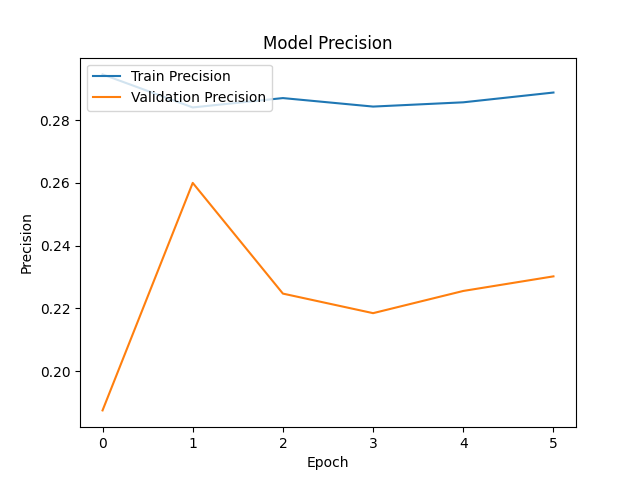 Model Precision
Train Precision
Validation Precision
0.28
0.26
0.24
0.22
0.20
Precision
0 1 2 3 4 5
Epoch